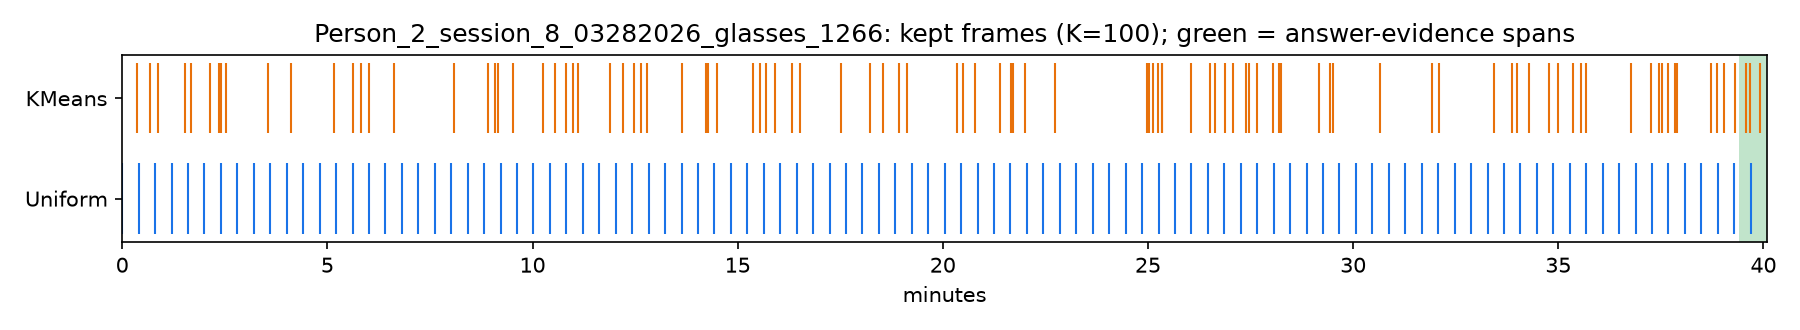 Person_2_session_8_03282026_glasses_1266: kept frames (K=100); green = answer-evidence spans
KMeans
Uniform
0 5 10 15 20 25 30 35 40
minutes